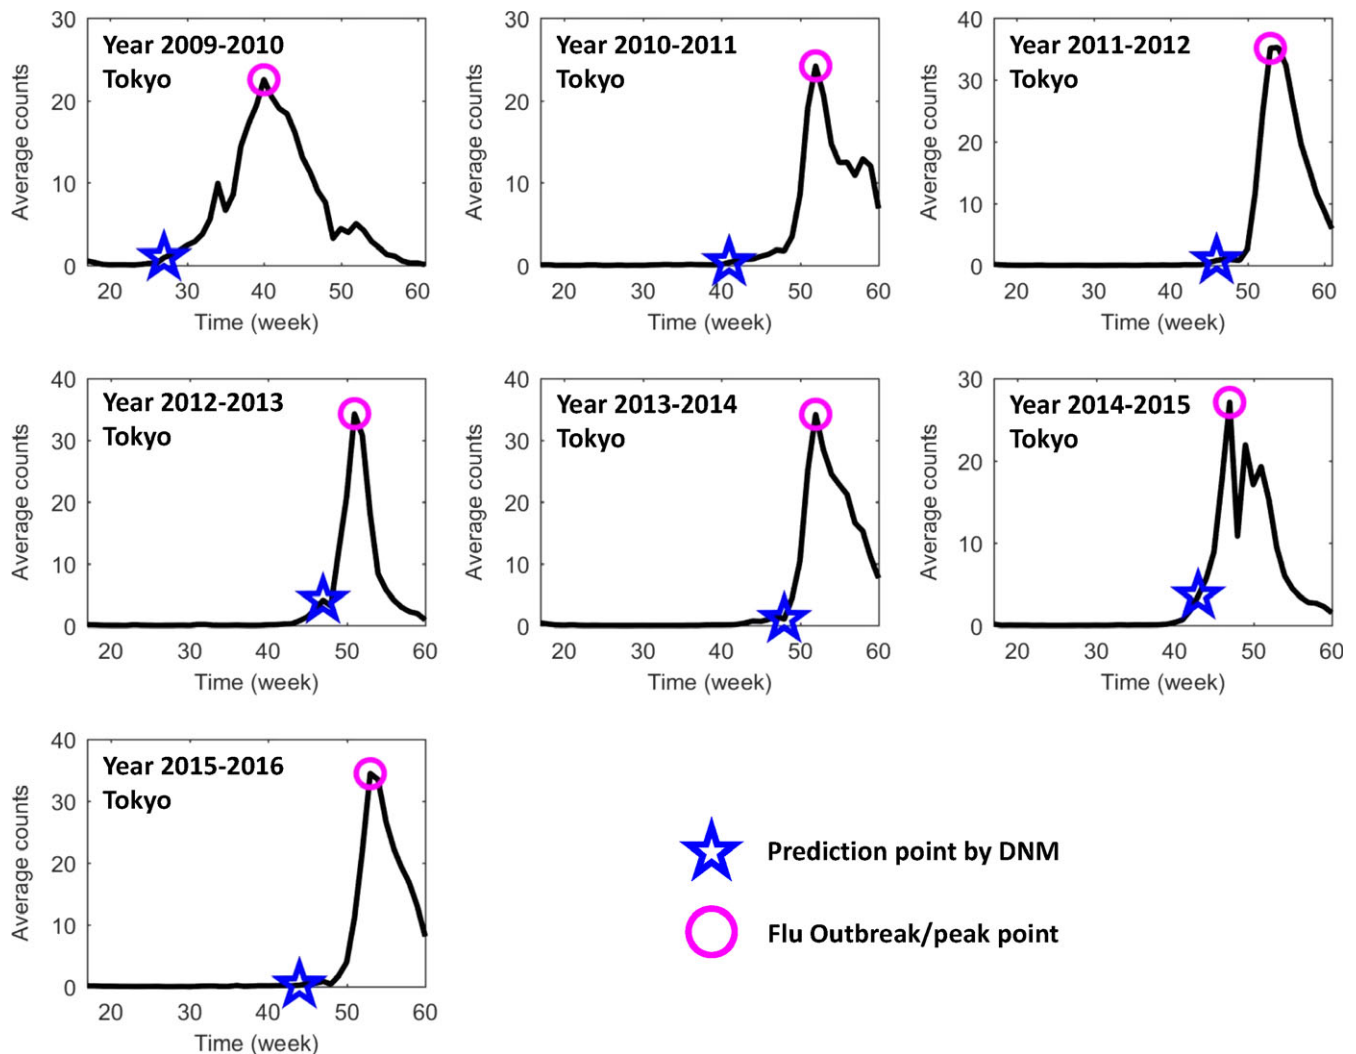 Year 2009-2010
Tokyo
30
20
10
0
Average counts
20 30 40 50 60
Time (week)
Year 2010-2011
Tokyo
30
20
10
0
Average counts
20 30 40 50 60
Time (week)
Year 2011-2012
Tokyo
40
30
20
10
0
Average counts
20 30 40 50 60
Time (week)
Year 2012-2013
Tokyo
40
30
20
10
0
Average counts
20 30 40 50 60
Time (week)
Year 2013-2014
Tokyo
40
30
20
10
0
Average counts
20 30 40 50 60
Time (week)
Year 2014-2015
Tokyo
30
20
10
0
Average counts
20 30 40 50 60
Time (week)
Year 2015-2016
Tokyo
40
30
20
10
0
Average counts
20 30 40 50 60
Time (week)
Prediction point by DNM
Flu Outbreak/peak point